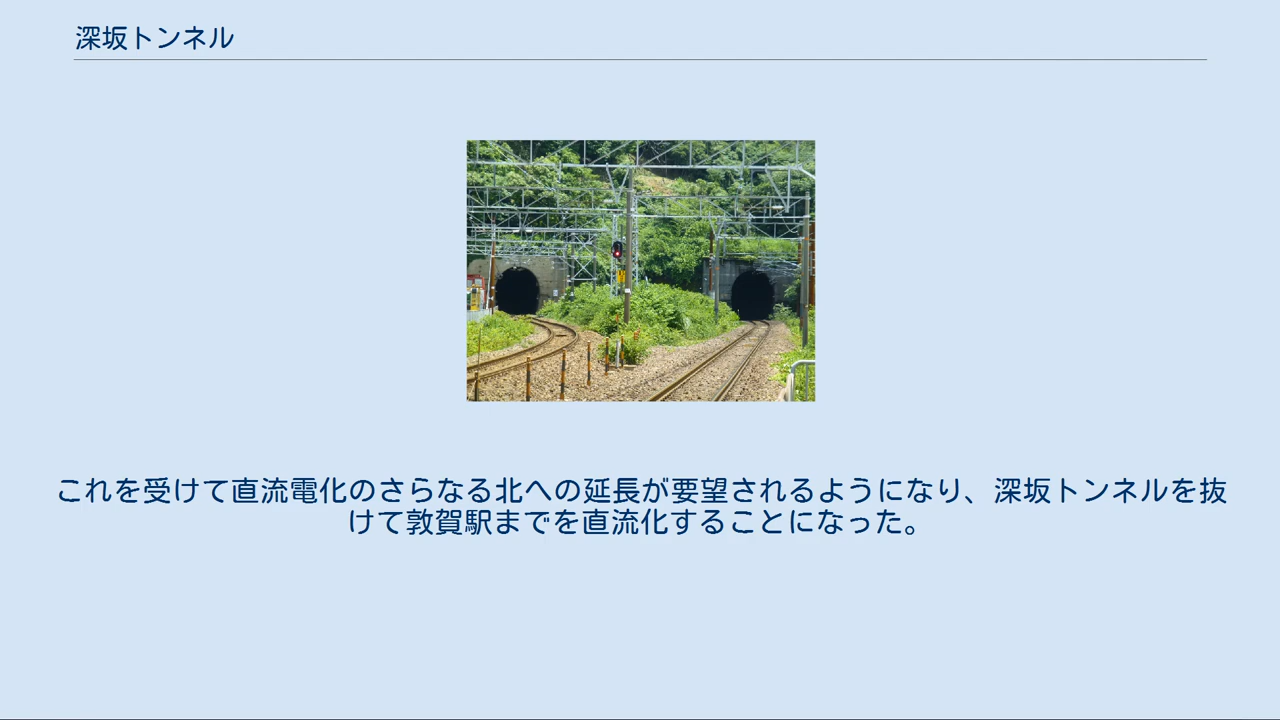 深坂トンネル
これを受けて直流電化のさらなる北への延長が要望されるようになり、深坂トンネルを抜
けて敦賀駅までを直流化することになった。